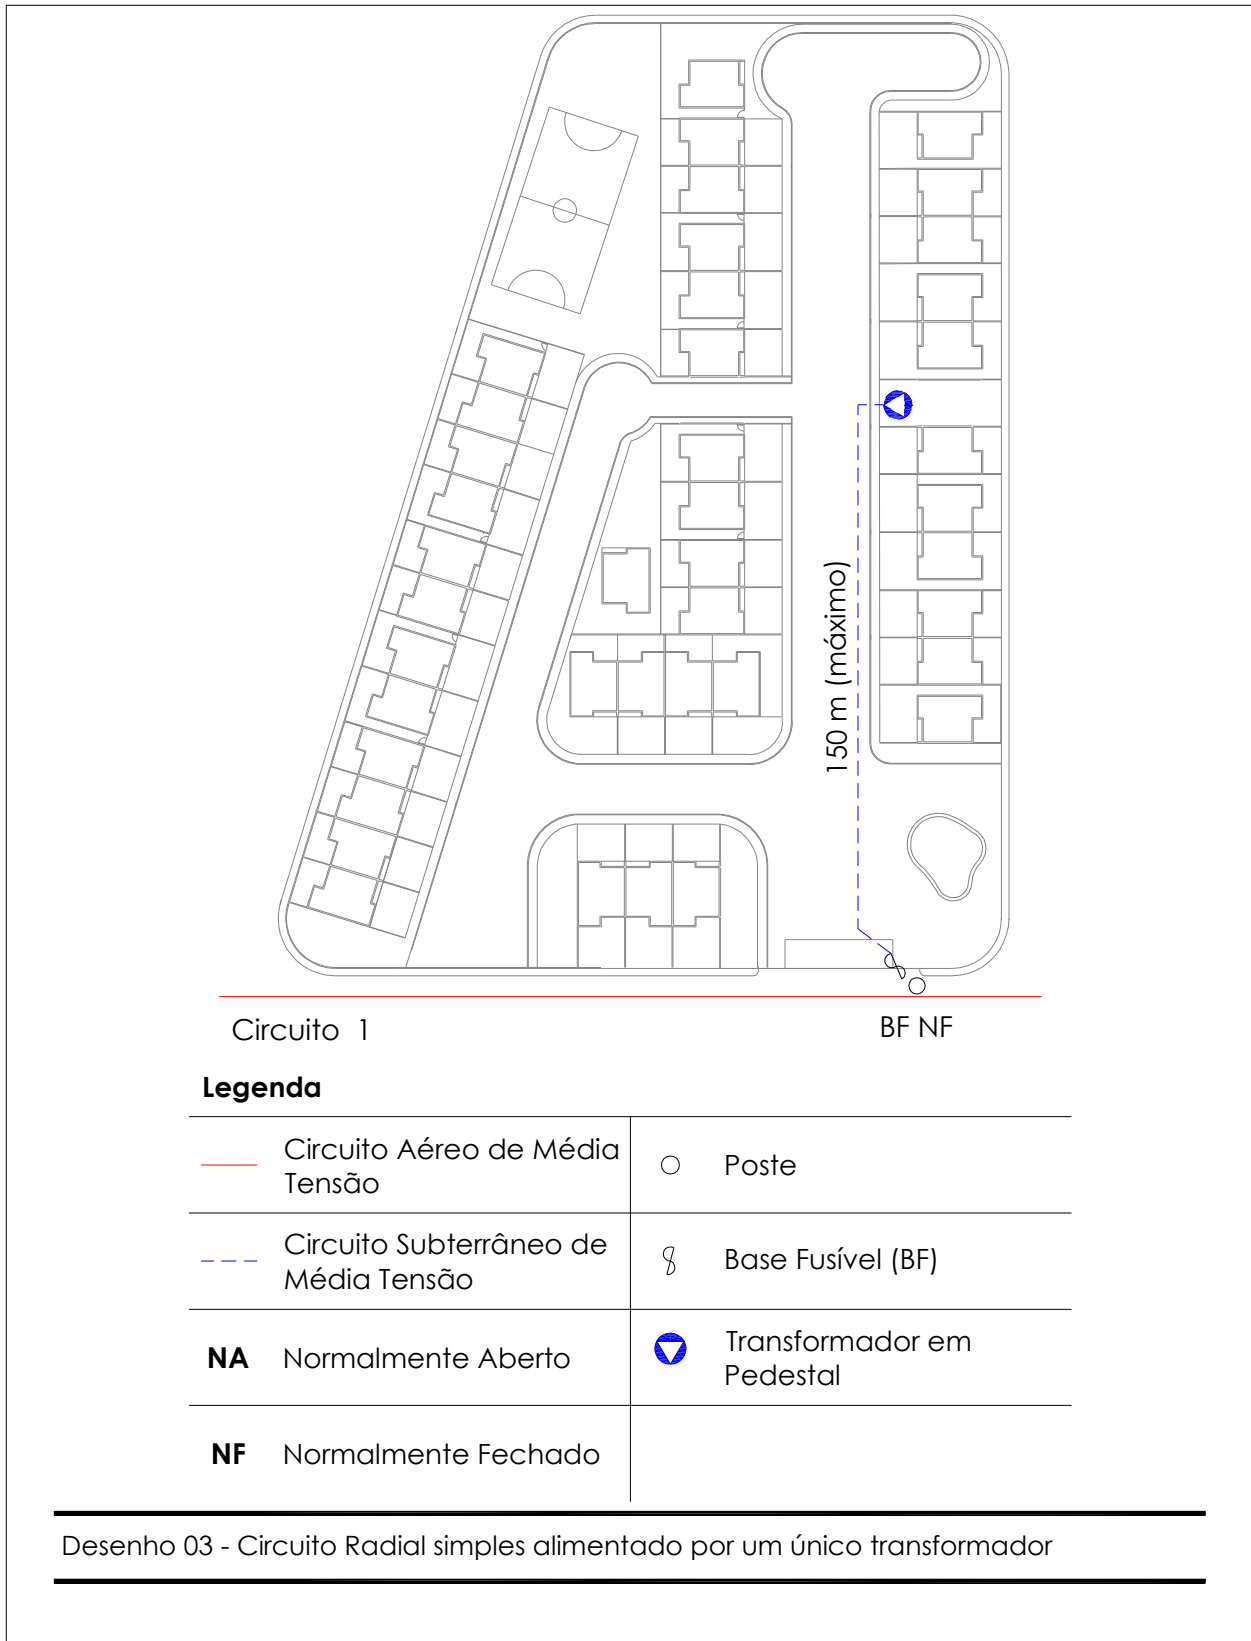 150 m (máximo)
Circuito 1
BF NF
Legenda
Circuito Aéreo de Média
Tensão
Poste
Circuito Subterrâneo de
Média Tensão
Base Fusível (BF)
NA Normalmente Aberto
Transformador em
Pedestal
NF Normalmente Fechado
Desenho 03 - Circuito Radial simples alimentado por um único transformador